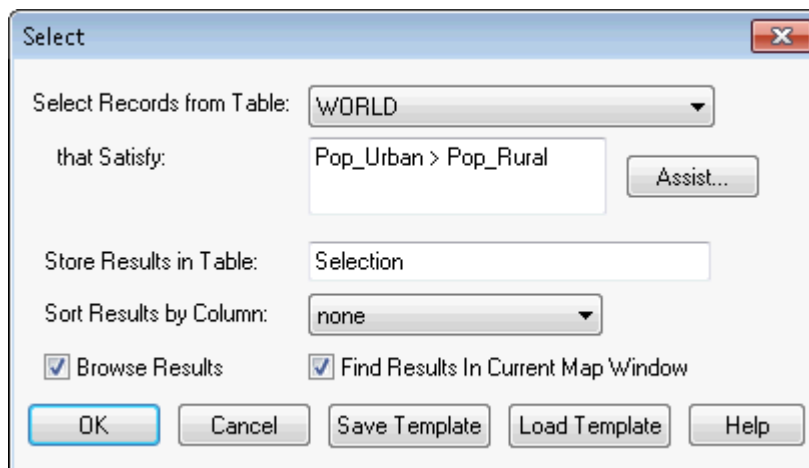 Select
Select Records from Table: WORLD
that Satisfy: Pop_Urban > Pop_Rural
Assist...
Store Results in Table: Selection
Sort Results by Column: none
Browse Results Find Results In Current Map Window
OK Cancel Save Template Load Template Help